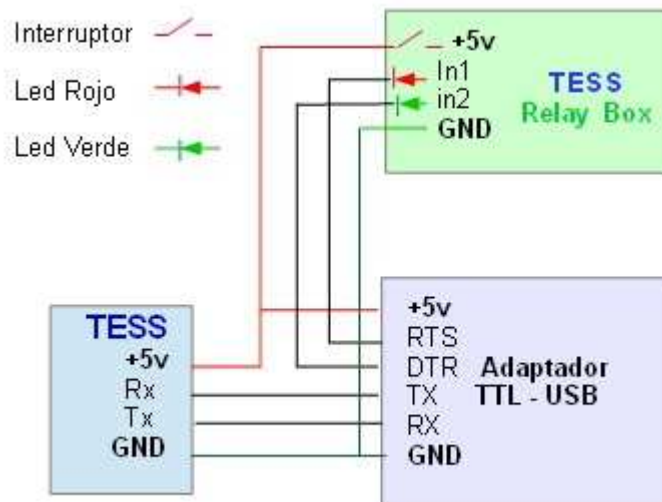 Interruptor
Led Rojo
Led Verde
+5v
In1
in2
GND
TESS
Relay Box
TESS
+5v
Rx
Tx
GND
+5v
RTS
DTR
TX
RX
GND
Adaptador
TTL - USB